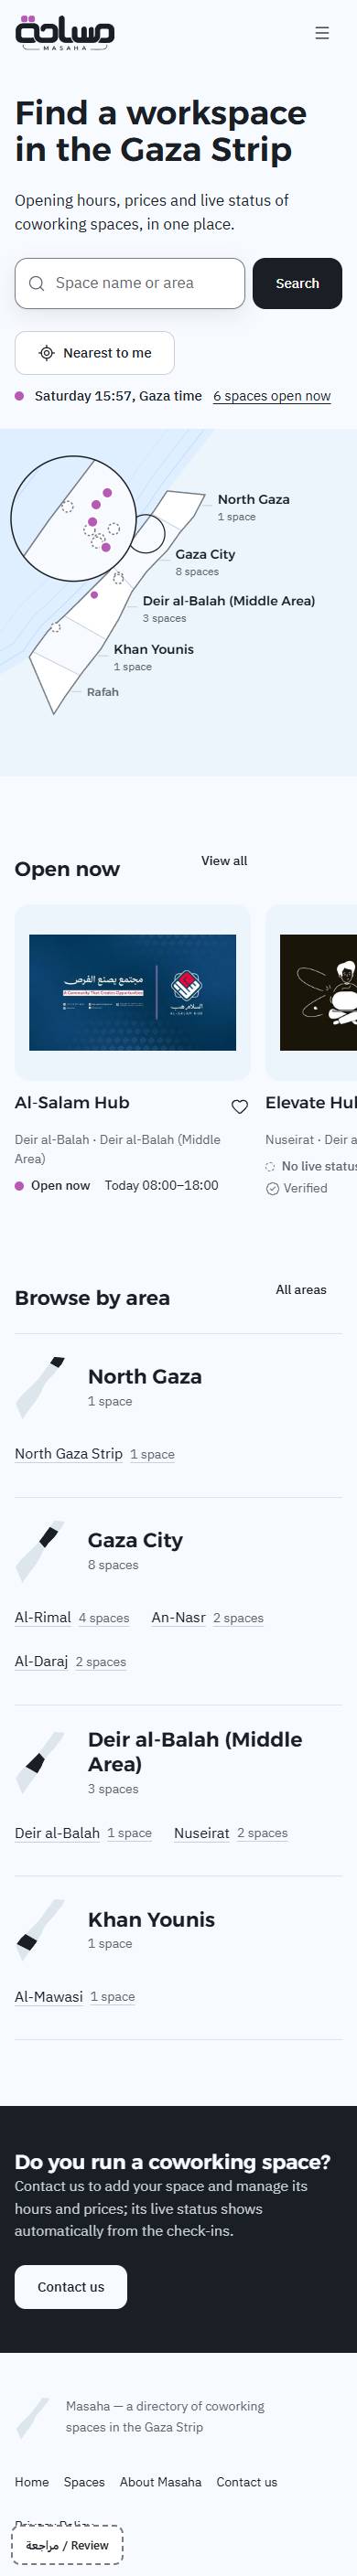 مساحة
MASAHA
Find a workspace
in the Gaza Strip
Opening hours, prices and live status of
coworking spaces, in one place.
Space name or area
Search
Nearest to me
Saturday 15:57, Gaza time 6 spaces open now
North Gaza
1 space
Gaza City
8 spaces
Deir al-Balah (Middle Area)
3 spaces
Khan Younis
1 space
Rafah
Open now
View all
مجتمع يصنع الفرص
A Community That Creates Opportunities
السلام هب
AL-SALAM HUB
Al-Salam Hub
Deir al-Balah · Deir al-Balah (Middle
Area)
Open now Today 08:00–18:00
Elevate Hu
Nuseirat · Deir a
No live status
Verified
Browse by area
All areas
North Gaza
1 space
North Gaza Strip 1 space
Gaza City
8 spaces
Al-Rimal 4 spaces An-Nasr 2 spaces
Al-Daraj 2 spaces
Deir al-Balah (Middle
Area)
3 spaces
Deir al-Balah 1 space Nuseirat 2 spaces
Khan Younis
1 space
Al-Mawasi 1 space
Do you run a coworking space?
Contact us to add your space and manage its
hours and prices; its live status shows
automatically from the check-ins.
Contact us
Masaha — a directory of coworking
spaces in the Gaza Strip
Home Spaces About Masaha Contact us
مراجعة / Review